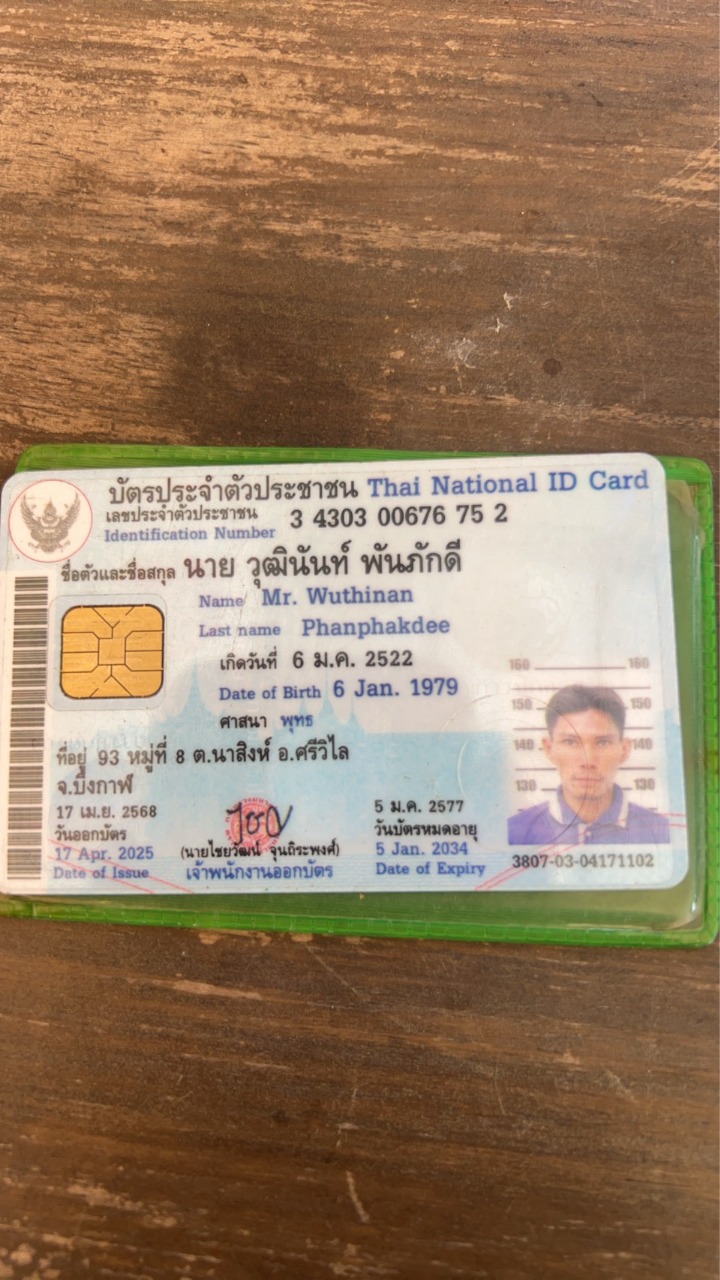 บัตรประจำตัวประชาชน Thai National ID Card
เลขประจำตัวประชาชน
Identification Number 3 4303 00676 75 2
ชื่อตัวและชื่อสกุล นาย วุฒินันท์ พันภักดี
Name Mr. Wuthinan
Last name Phanphakdee
เกิดวันที่ 6 ม.ค. 2522
Date of Birth 6 Jan. 1979
ศาสนา พุทธ
ที่อยู่ 93 หมู่ที่ 8 ต.นาสิงห์ อ.ศรีวิไล
จ.บึงกาฬ
17 เม.ย. 2568
วันออกบัตร
17 Apr. 2025
Date of Issue
(นายไชยวัฒน์ จุนถิระพงศ์)
เจ้าพนักงานออกบัตร
5 ม.ค. 2577
วันบัตรหมดอายุ
5 Jan. 2034
Date of Expiry
160 160
150 150
140 140
130 130
3807-03-04171102